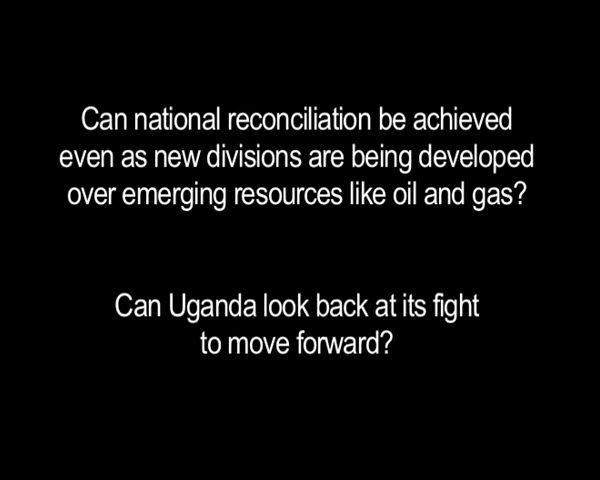 Can national reconciliation be achieved
even as new divisions are being developed
over emerging resources like oil and gas?
Can Uganda look back at its fight
to move forward?